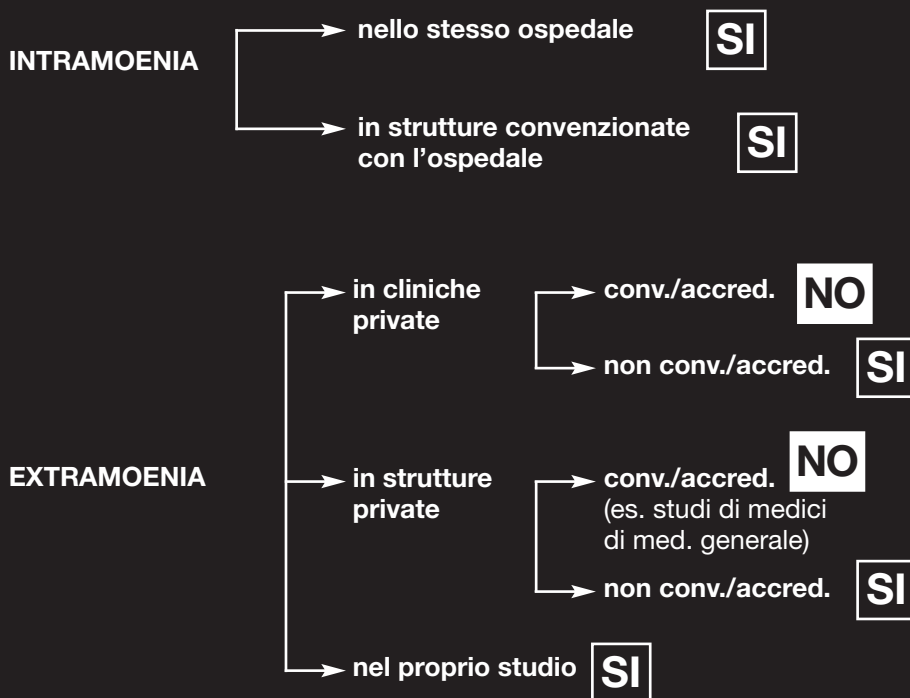 INTRAMOENIA
nello stesso ospedale SI
in strutture convenzionate
con l'ospedale SI
EXTRAMOENIA
in cliniche
private
conv./accred. NO
non conv./accred. SI
in strutture
private
conv./accred. NO
(es. studi di medici
di med. generale)
non conv./accred. SI
nel proprio studio SI